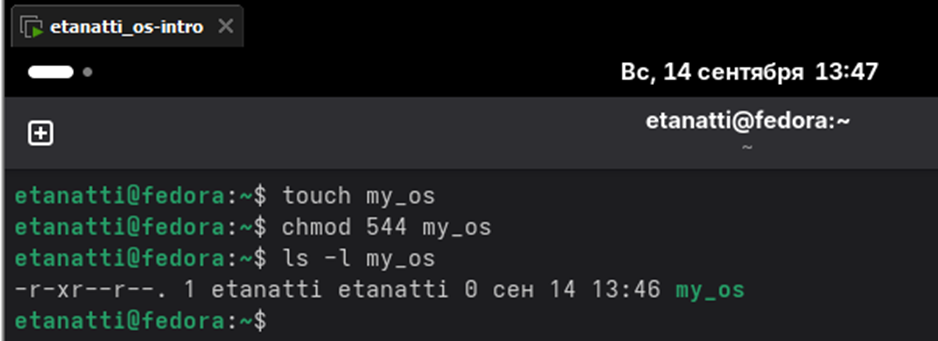 etanatti_os-intro
Вс, 14 сентября 13:47
etanatti@fedora:~
~
etanatti@fedora:~$ touch my_os
etanatti@fedora:~$ chmod 544 my_os
etanatti@fedora:~$ ls -l my_os
-r-xr--r--. 1 etanatti etanatti 0 сен 14 13:46 my_os
etanatti@fedora:~$